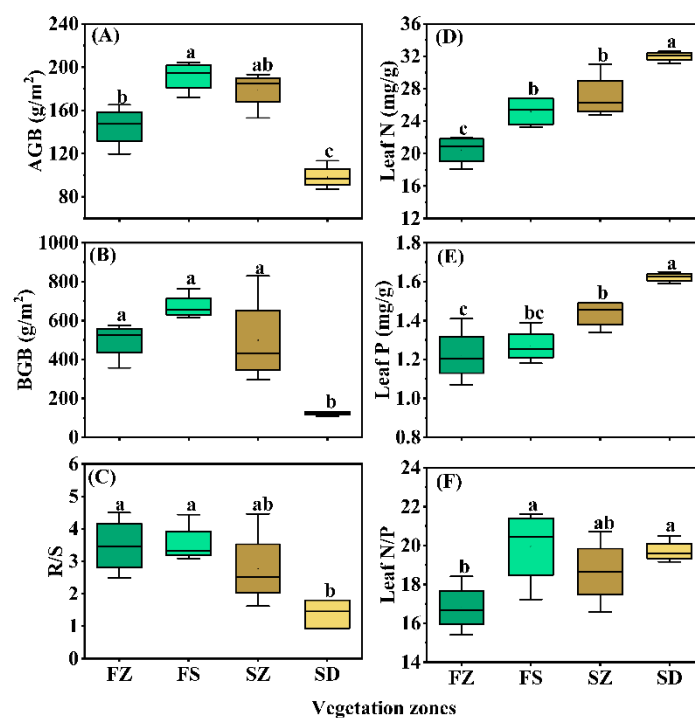 (A)
AGB (g/m²)
240
200
160
120
80
b
a
ab
c
(B)
BGB (g/m²)
1000
800
600
400
200
0
a
a
a
b
(C)
R/S
6
5
4
3
2
1
0
a
a
ab
b
FZ FS SZ SD
(D)
Leaf N (mg/g)
36
32
28
24
20
16
12
c
b
b
a
(E)
Leaf P (mg/g)
1.8
1.6
1.4
1.2
1.0
0.8
c
bc
b
a
(F)
Leaf N/P
24
22
20
18
16
14
b
a
ab
a
FZ FS SZ SD
Vegetation zones